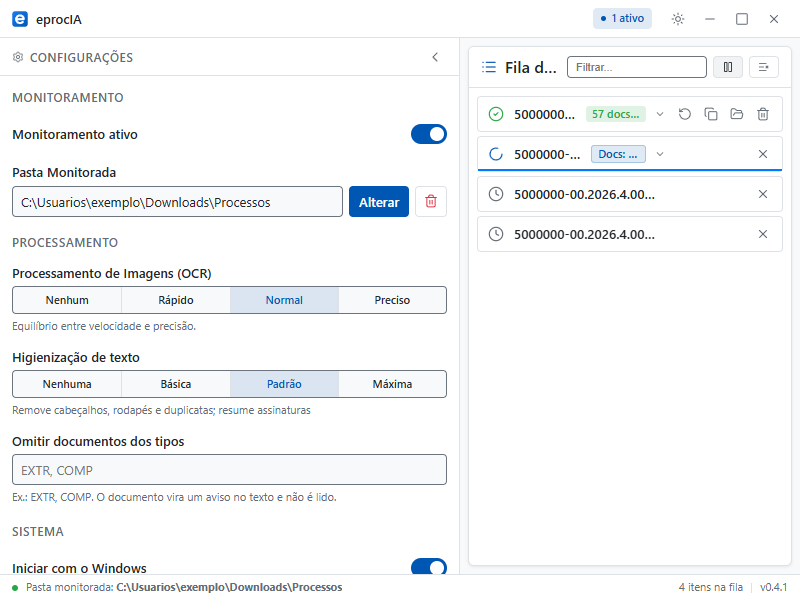 eprocIA
1 ativo
CONFIGURAÇÕES
MONITORAMENTO
Monitoramento ativo
Pasta Monitorada
C:\Usuarios\exemplo\Downloads\Processos
Alterar
PROCESSAMENTO
Processamento de Imagens (OCR)
Nenhum Rápido Normal Preciso
Equilíbrio entre velocidade e precisão.
Higienização de texto
Nenhuma Básica Padrão Máxima
Remove cabeçalhos, rodapés e duplicatas; resume assinaturas
Omitir documentos dos tipos
EXTR, COMP
Ex.: EXTR, COMP. O documento vira um aviso no texto e não é lido.
SISTEMA
Iniciar com o Windows
Fila d... Filtrar...
5000000... 57 docs...
5000000-... Docs: ...
5000000-00.2026.4.00...
5000000-00.2026.4.00...
Pasta monitorada: C:\Usuarios\exemplo\Downloads\Processos
4 itens na fila v0.4.1